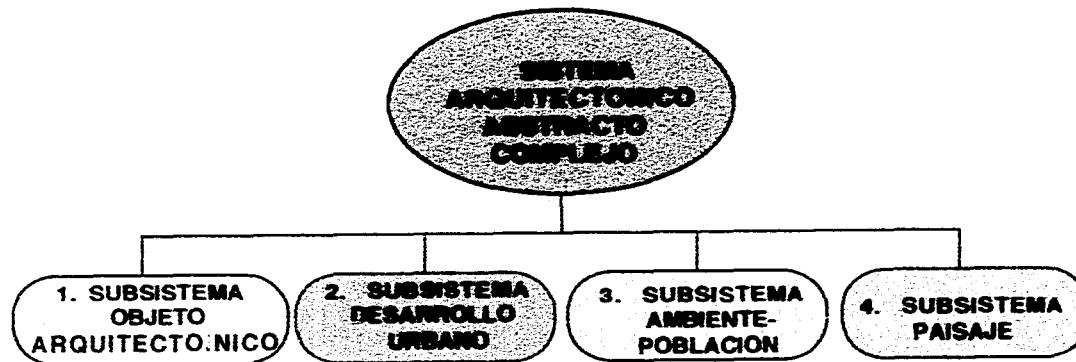 SISTEMA
ARQUITECTONICO
ABSTRACTO
COMPLEJO
1. SUBSISTEMA
OBJETO
ARQUITECTO.NICO
2. SUBSISTEMA
DESARROLLO
URBANO
3. SUBSISTEMA
AMBIENTE-
POBLACIÓN
4. SUBSISTEMA
PAISAJE